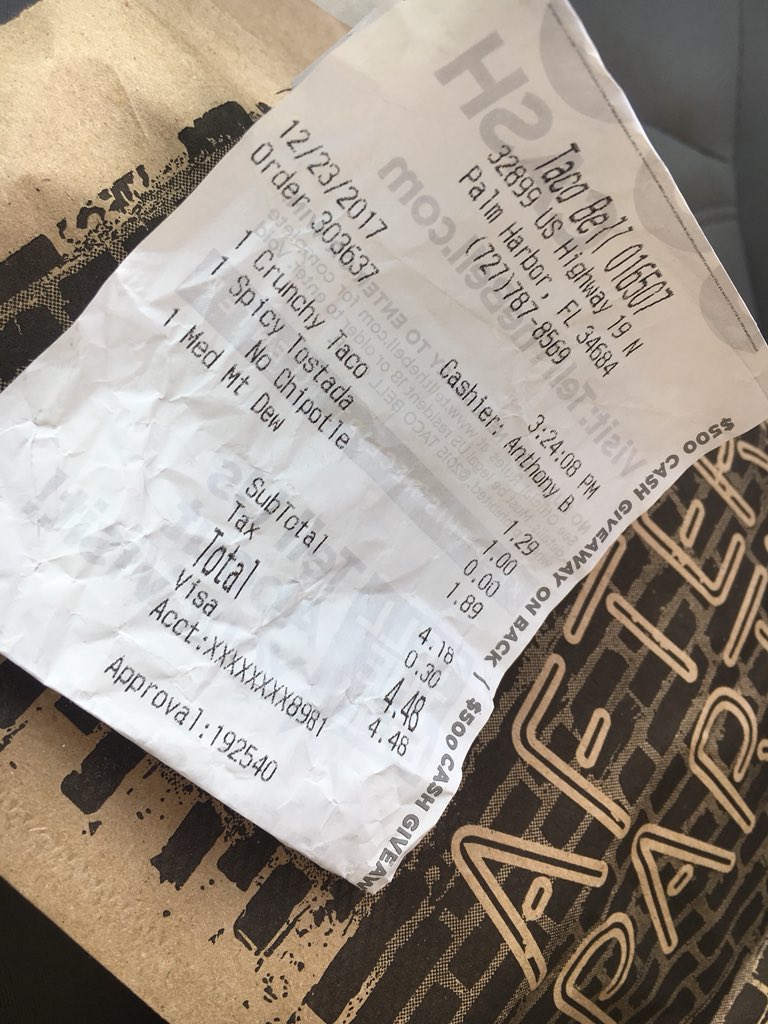 Taco Bell 016507
32899 US Highway 19 N
Palm Harbor, FL 34684
(727)787-8569
12/23/2017 3:24:08 PM
Order 303637 Cashier: Anthony B
1 Crunchy Taco 1.29
1 Spicy Tostada 1.00
No Chipotle 0.00
1 Med Mt Dew 1.89
SubTotal 4.18
Tax 0.30
Total 4.48
Visa 4.48
Acct:XXXXXXXX8981
Approval:192540
$500 CASH GIVEAWAY ON BACK / $500 CASH GIVEAW
AFTER
PART